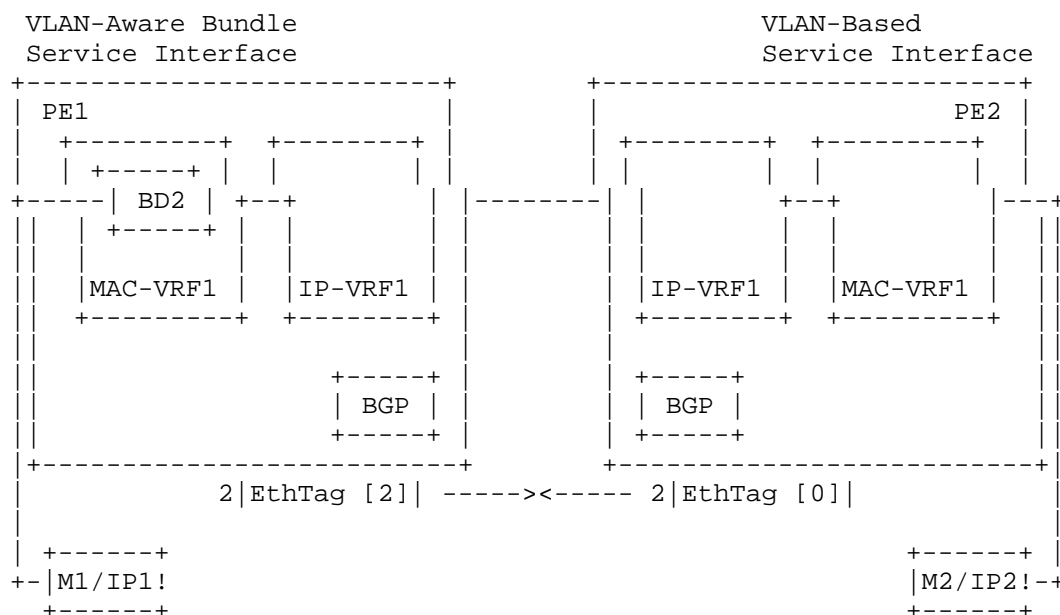 VLAN-Aware Bundle VLAN-Based
Service Interface Service Interface
PE1 PE2
BD2
MAC-VRF1 IP-VRF1 IP-VRF1 MAC-VRF1
BGP BGP
2|EthTag [2]| -----><----- 2|EthTag [0]|
M1/IP1! M2/IP2!